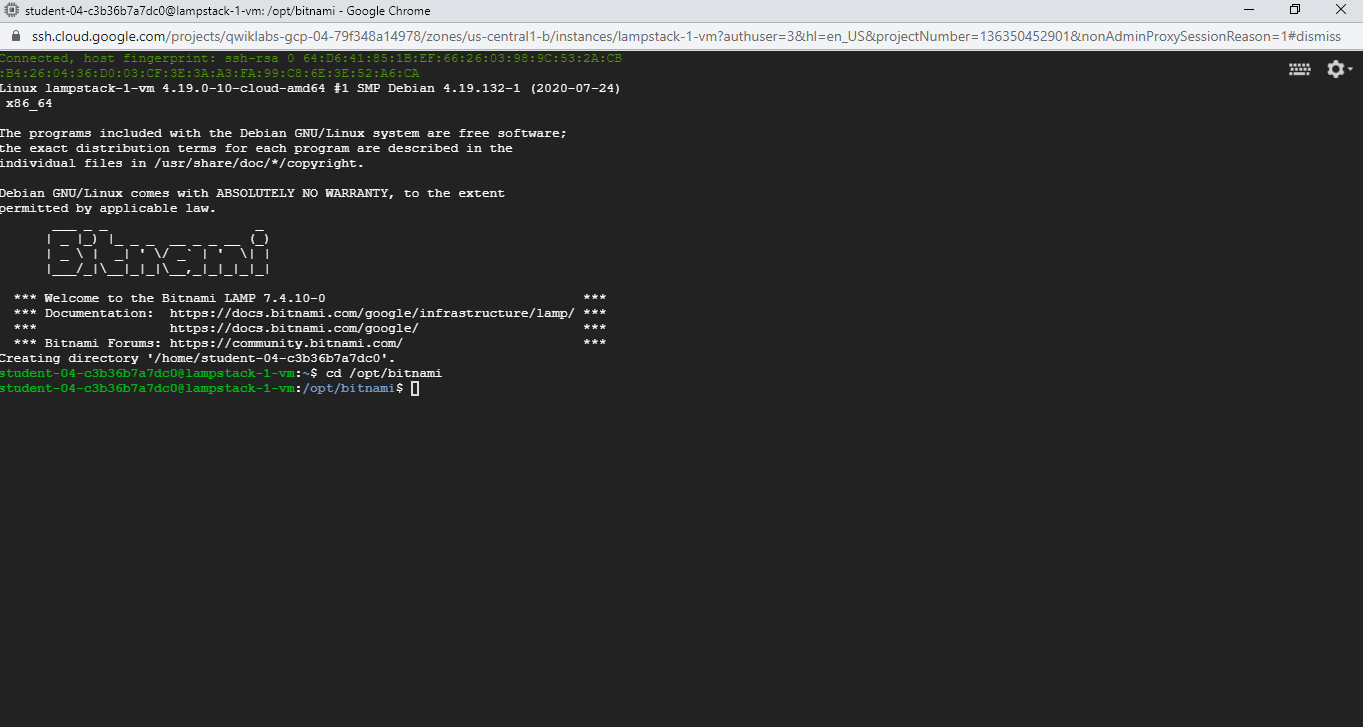 student-04-c3b36b7a7dc0@lampstack-1-vm: /opt/bitnami - Google Chrome
ssh.cloud.google.com/projects/qwiklabs-gcp-04-79f348a14978/zones/us-central1-b/instances/lampstack-1-vm?authuser=3&hl=en_US&projectNumber=136350452901&nonAdminProxySessionReason=1#dismiss
Connected, host fingerprint: ssh-rsa 0 64:D6:41:85:1B:EF:66:26:03:98:9C:53:2A:CB
:B4:26:04:36:D0:03:CF:3E:3A:A3:FA:99:C8:6E:3E:52:A6:CA
Linux lampstack-1-vm 4.19.0-10-cloud-amd64 #1 SMP Debian 4.19.132-1 (2020-07-24)
x86_64
The programs included with the Debian GNU/Linux system are free software;
the exact distribution terms for each program are described in the
individual files in /usr/share/doc/*/copyright.
Debian GNU/Linux comes with ABSOLUTELY NO WARRANTY, to the extent
permitted by applicable law.
Bitnami
*** Welcome to the Bitnami LAMP 7.4.10-0 ***
*** Documentation: https://docs.bitnami.com/google/infrastructure/lamp/ ***
*** https://docs.bitnami.com/google/ ***
*** Bitnami Forums: https://community.bitnami.com/ ***
Creating directory '/home/student-04-c3b36b7a7dc0'.
student-04-c3b36b7a7dc0@lampstack-1-vm:~$ cd /opt/bitnami
student-04-c3b36b7a7dc0@lampstack-1-vm:/opt/bitnami$